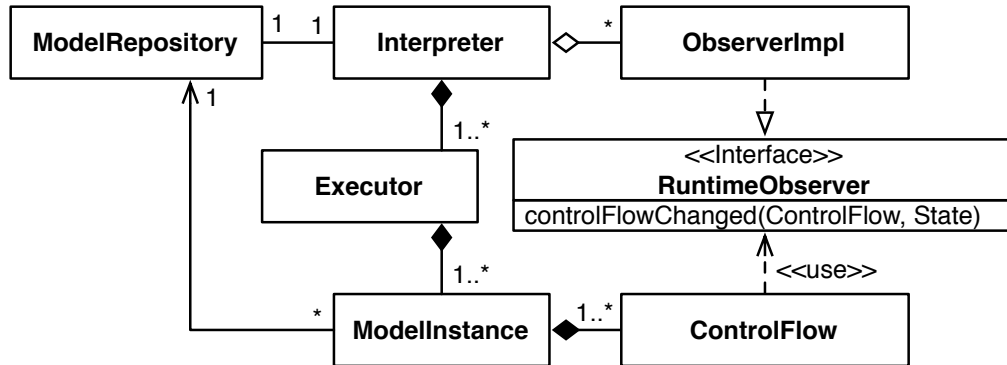 ModelRepository
1
1
Interpreter
*
ObserverImpl
1
1..*
<<Interface>>
RuntimeObserver
controlFlowChanged(ControlFlow, State)
Executor
1..*
<<use>>
*
ModelInstance
1..*
ControlFlow